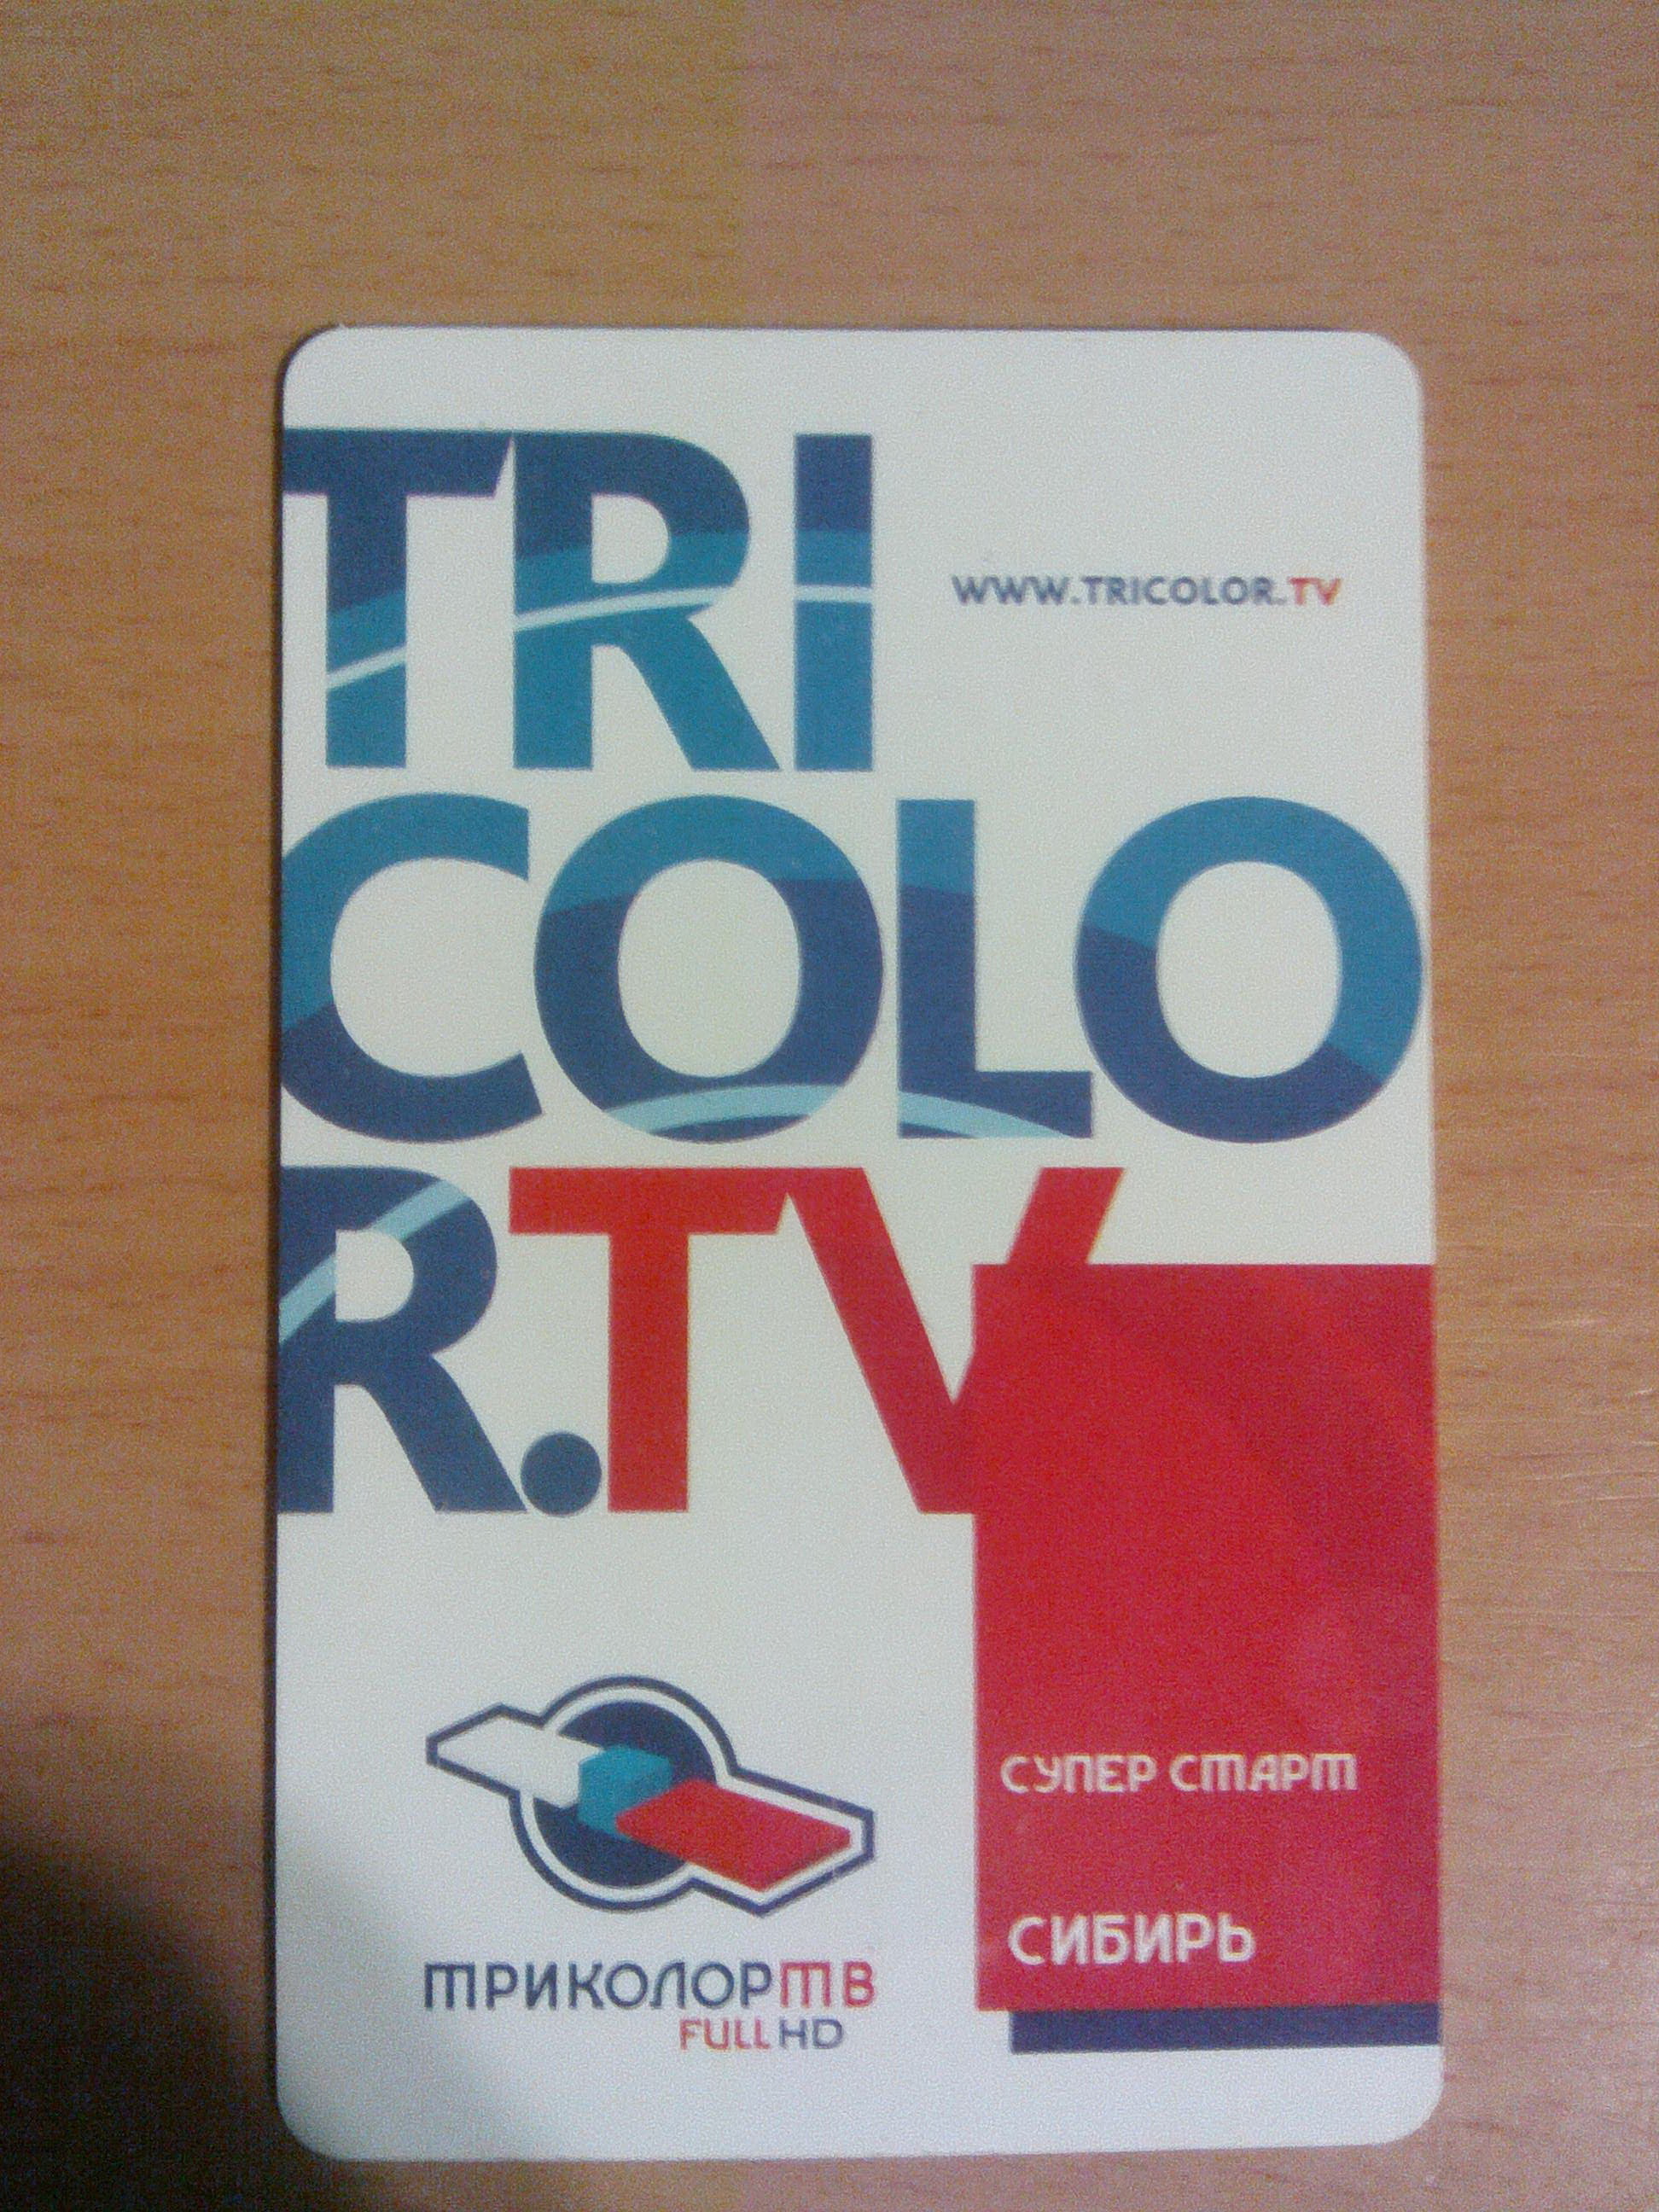 TRI
WWW.TRICOLOR.TV
COLO
R.TV
СУПЕР СТАРТ
СИБИРЬ
ТРИКОЛОРТВ
FULL HD